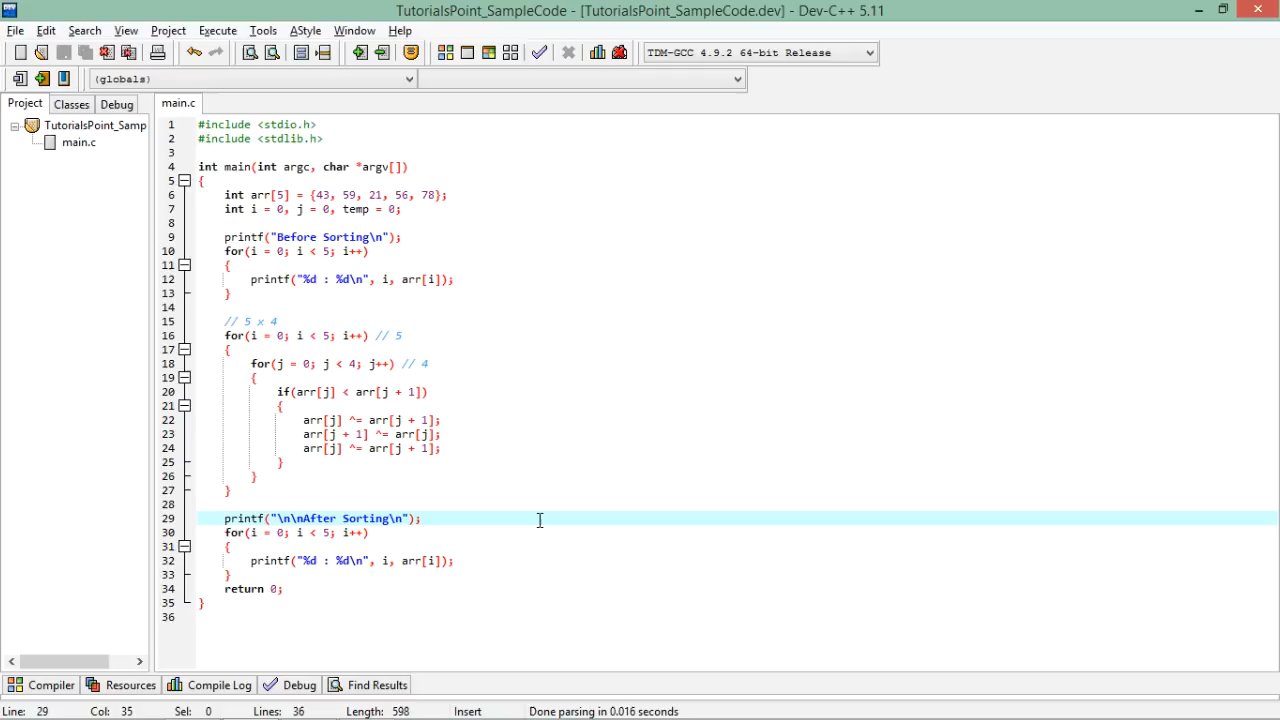 TutorialsPoint_SampleCode - [TutorialsPoint_SampleCode.dev] - Dev-C++ 5.11
File Edit Search View Project Execute Tools AStyle Window Help
TDM-GCC 4.9.2 64-bit Release
(globals)
Project Classes Debug
main.c
TutorialsPoint_Samp
main.c
1 #include <stdio.h>
2 #include <stdlib.h>
3
4 int main(int argc, char *argv[])
5 {
6 int arr[5] = {43, 59, 21, 56, 78};
7 int i = 0, j = 0, temp = 0;
8
9 printf("Before Sorting\n");
10 for(i = 0; i < 5; i++)
11 {
12 printf("%d : %d\n", i, arr[i]);
13 }
14
15 // 5 x 4
16 for(i = 0; i < 5; i++) // 5
17 {
18 for(j = 0; j < 4; j++) // 4
19 {
20 if(arr[j] < arr[j + 1])
21 {
22 arr[j] ^= arr[j + 1];
23 arr[j + 1] ^= arr[j];
24 arr[j] ^= arr[j + 1];
25 }
26 }
27 }
28
29 printf("\n\nAfter Sorting\n");
30 for(i = 0; i < 5; i++)
31 {
32 printf("%d : %d\n", i, arr[i]);
33 }
34 return 0;
35 }
36
Compiler Resources Compile Log Debug Find Results
Line: 29 Col: 35 Sel: 0 Lines: 36 Length: 598 Insert Done parsing in 0.016 seconds